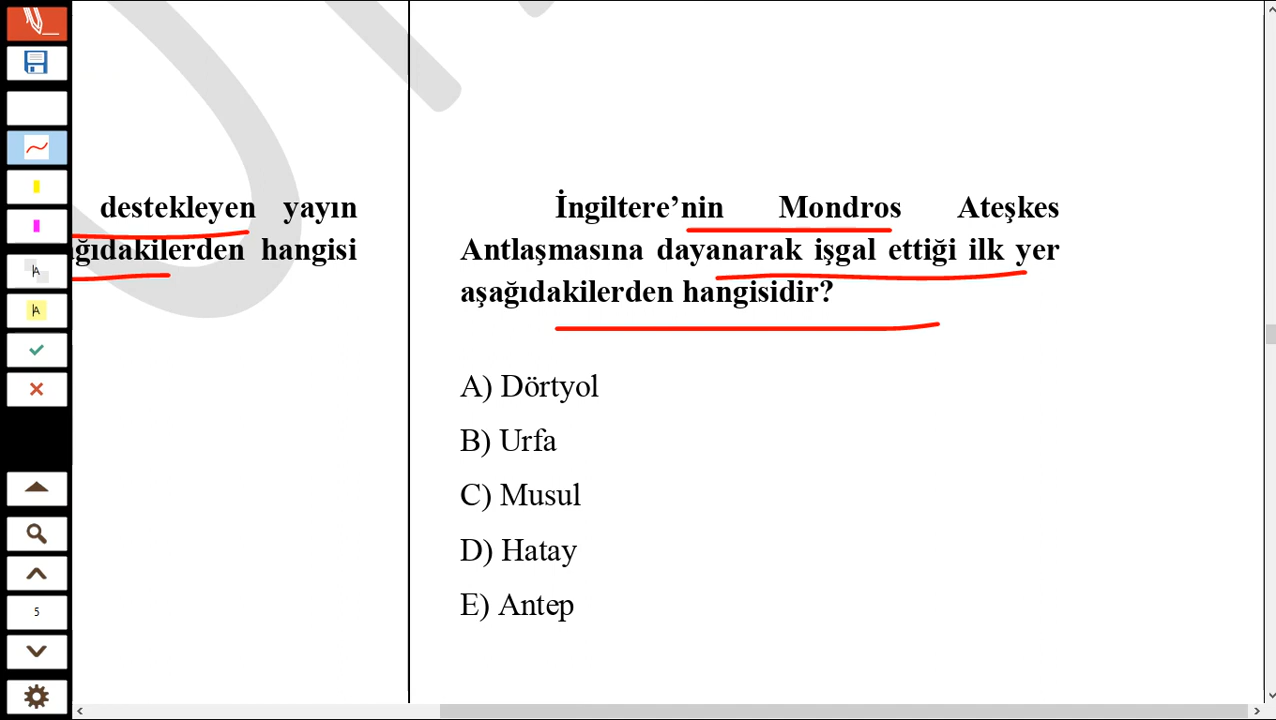 destekleyen yayın
ğıdakilerden hangisi
İngiltere’nin Mondros Ateşkes
Antlaşmasına dayanarak işgal ettiği ilk yer
aşağıdakilerden hangisidir?
A) Dörtyol
B) Urfa
C) Musul
D) Hatay
E) Antep
A
A
5